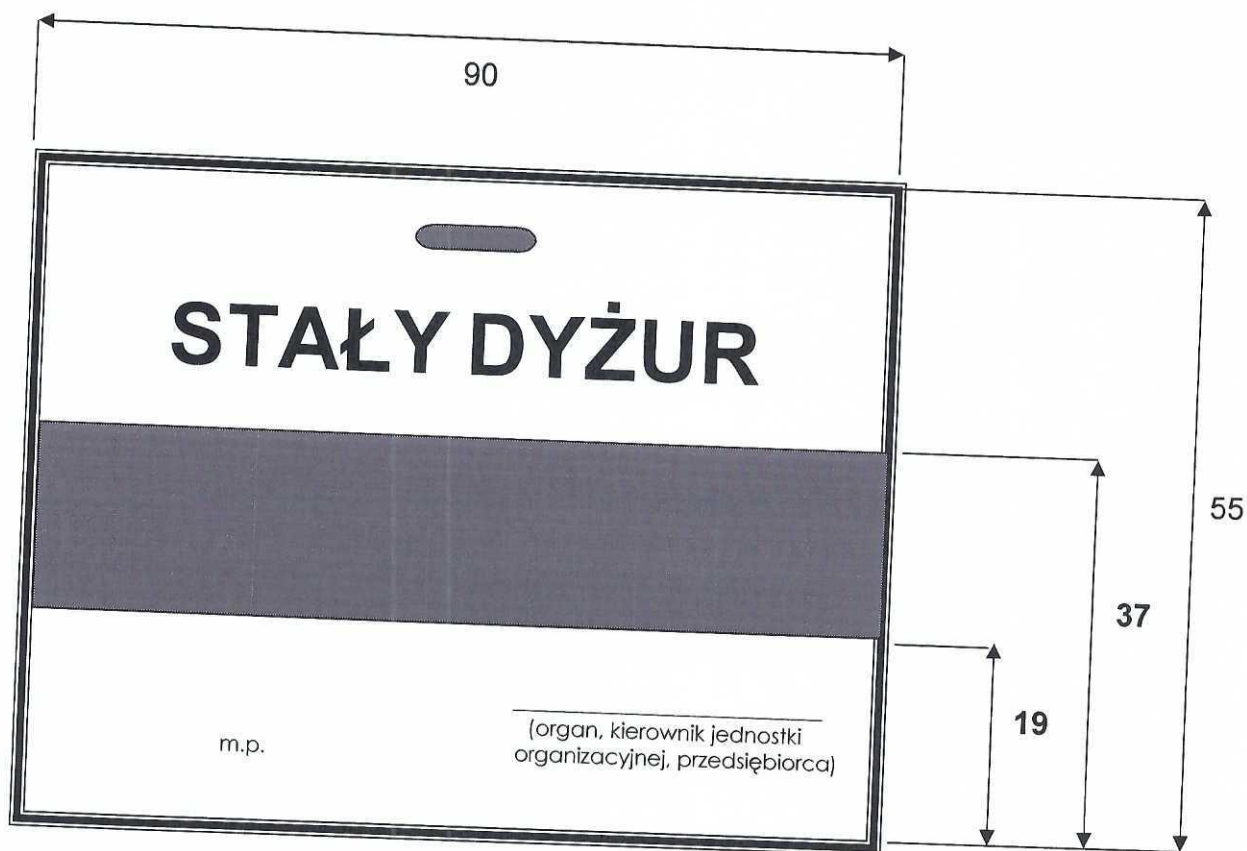 90
STAŁY DYŻUR
55
37
19
m.p.
(organ, kierownik jednostki
organizacyjnej, przedsiębiorca)